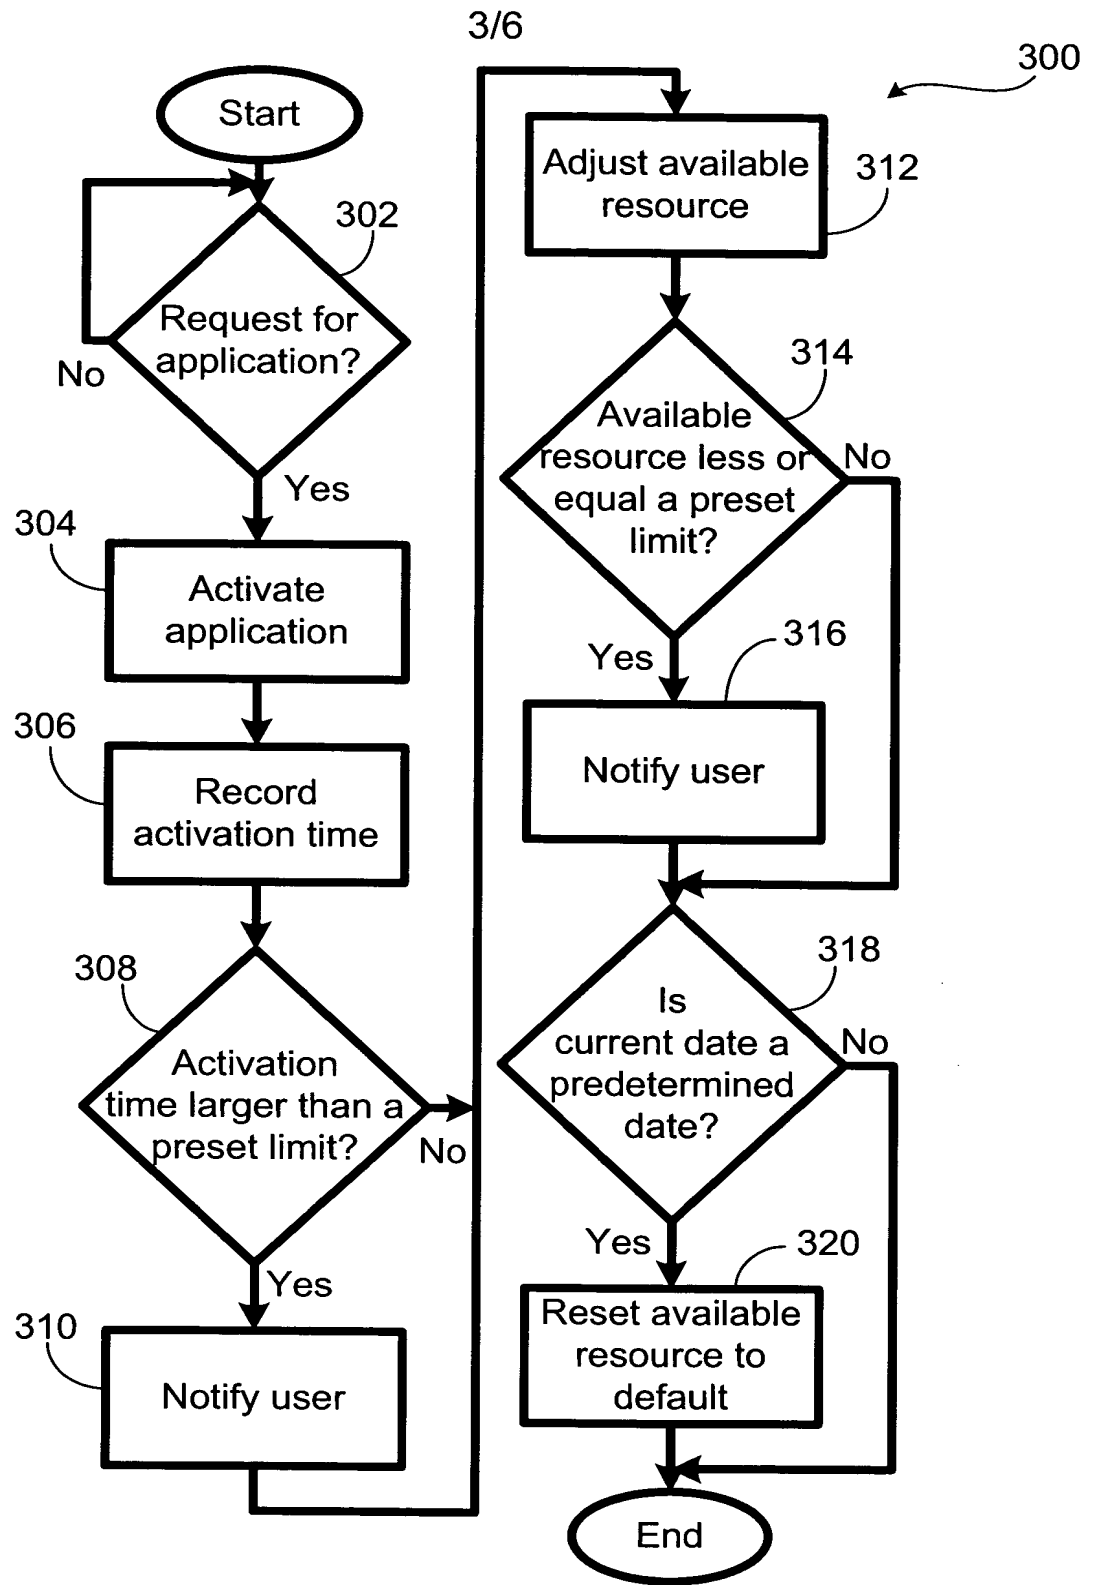 3/6
300
Start
302
Request for
application?
No
Yes
304
Activate
application
306
Record
activation time
308
Activation
time larger than a
preset limit?
No
Yes
310
Notify user
Adjust available
resource
312
314
Available
resource less or
equal a preset
limit?
No
Yes
316
Notify user
318
Is
current date a
predetermined
date?
No
Yes
320
Reset available
resource to
default
End